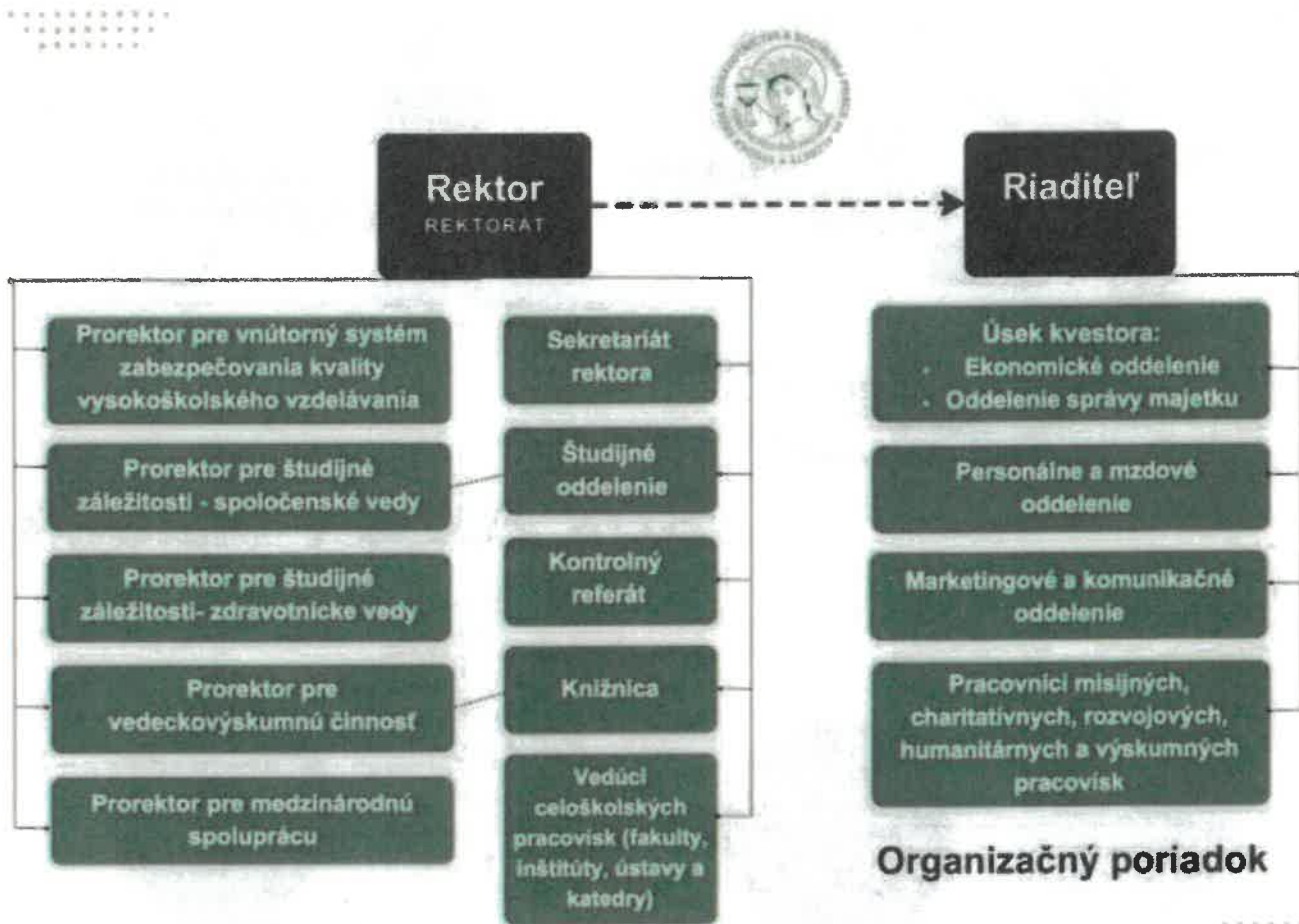 Rektor
REKTORÁT
Riaditeľ
Prorektor pre vnútorný systém
zabezpečovania kvality
vysokoškolského vzdelávania
Prorektor pre študijné
záležitosti - spoločenské vedy
Prorektor pre študijné
záležitosti- zdravotnícke vedy
Prorektor pre
vedeckovýskumnú činnosť
Prorektor pre medzinárodnú
spoluprácu
Sekretariát
rektora
Študijné
oddelenie
Kontrolný
referát
Knižnica
Vedúci
celoškolských
pracovísk (fakulty,
inštitúty, ústavy a
katedry)
Úsek kvestora:
- Ekonomické oddelenie
- Oddelenie správy majetku
Personálne a mzdové
oddelenie
Marketingové a komunikačné
oddelenie
Pracovníci misijných,
charitatívnych, rozvojových,
humanitárnych a výskumných
pracovísk
Organizačný poriadok